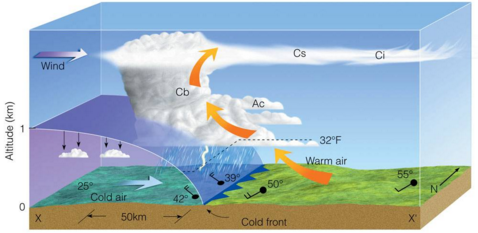 Wind
Cs
Ci
Cb
Ac
Altitude (km)
1
32°F
Warm air
39°
25°
50°
55°
N
Cold air
42°
0
X
50km
Cold front
X'